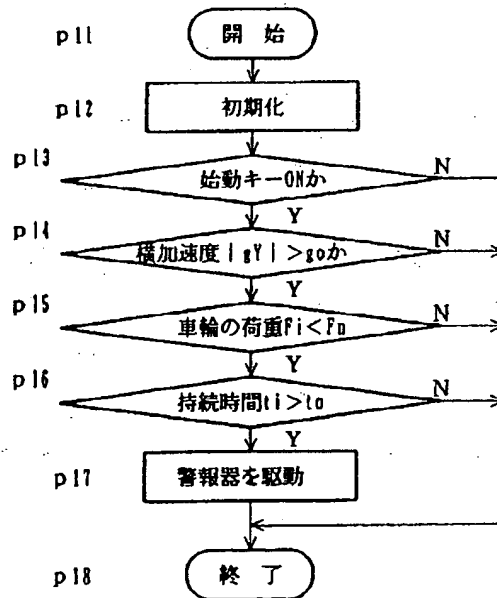 p11 開 始
p12 初期化
p13 始動キーONか N
Y
p14 横加速度|gY|>goか N
Y
p15 車輪の荷重Fi<Fo N
Y
p16 持続時間ti>to N
Y
p17 警報器を駆動
p18 終 了